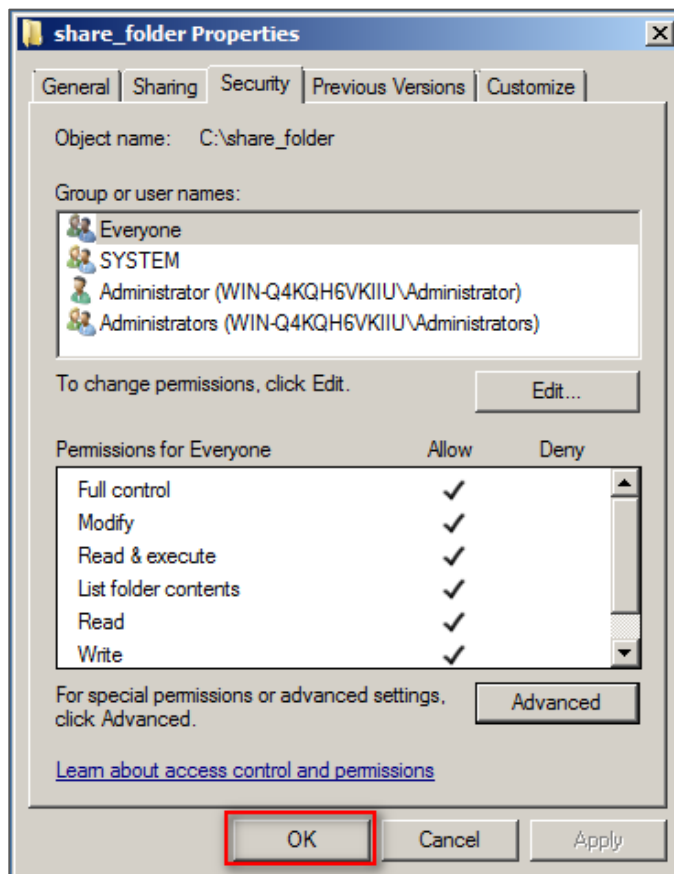 share_folder Properties
General Sharing Security Previous Versions Customize
Object name: C:\share_folder
Group or user names:
Everyone
SYSTEM
Administrator (WIN-Q4KQH6VKIIU\Administrator)
Administrators (WIN-Q4KQH6VKIIU\Administrators)
To change permissions, click Edit. Edit...
Permissions for Everyone Allow Deny
Full control
Modify
Read & execute
List folder contents
Read
Write
For special permissions or advanced settings, Advanced
click Advanced.
Learn about access control and permissions
OK Cancel Apply